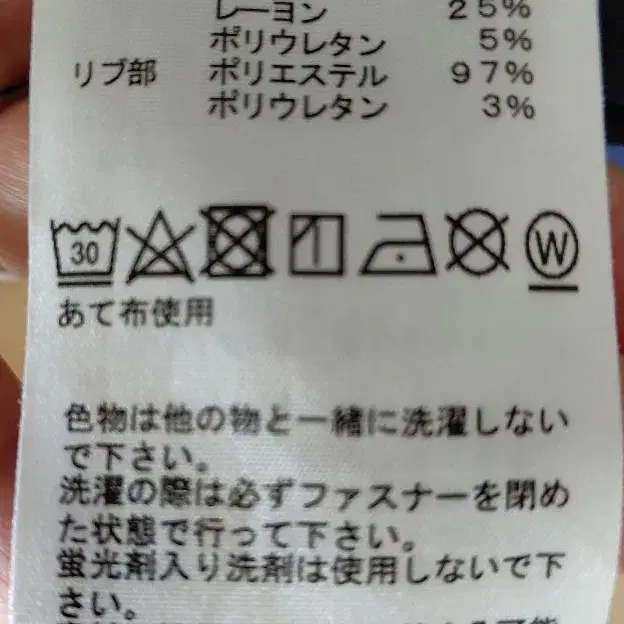 レーヨン 25%
ポリウレタン 5%
リブ部 ポリエステル 97%
ポリウレタン 3%
30
W
あて布使用
色物は他の物と一緒に洗濯しない
で下さい。
洗濯の際は必ずファスナーを閉め
た状態で行って下さい。
蛍光剤入り洗剤は使用しないで下
さい。